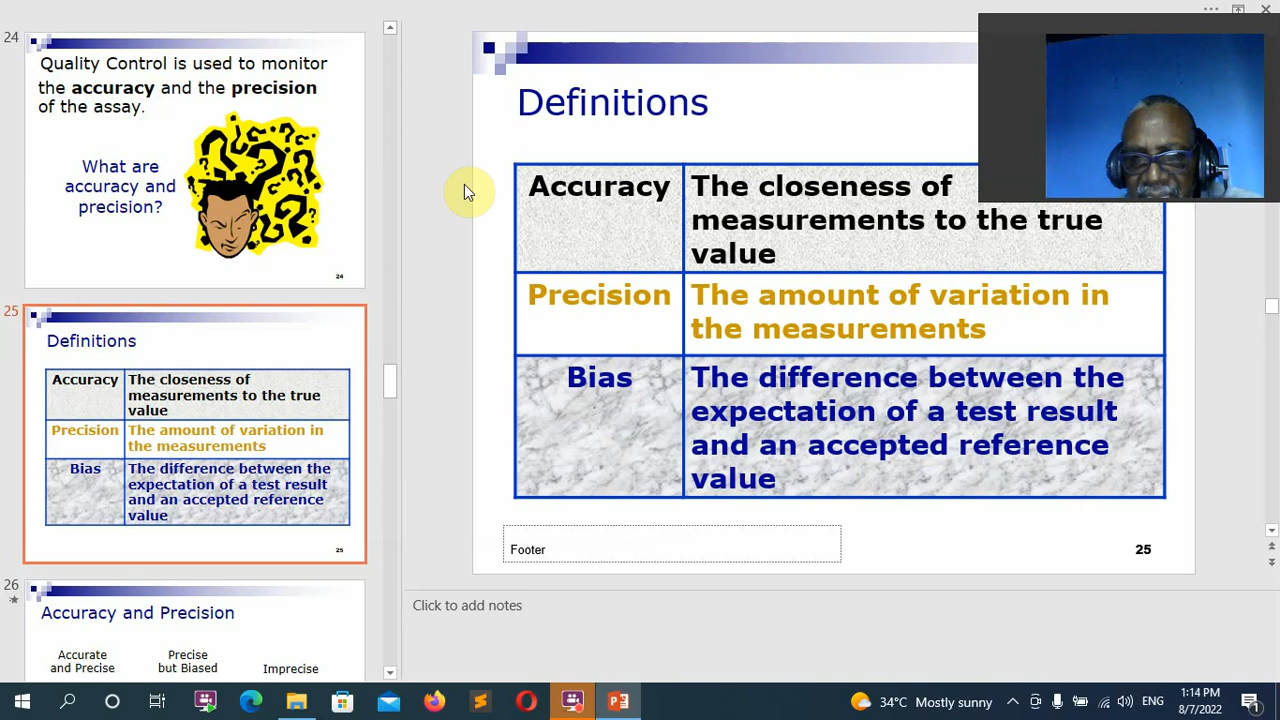 24
Quality Control is used to monitor
the accuracy and the precision
of the assay.
What are
accuracy and
precision?
24
25
Definitions
Accuracy The closeness of
measurements to the true
value
Precision The amount of variation in
the measurements
Bias The difference between the
expectation of a test result
and an accepted reference
value
25
26
Accuracy and Precision
Accurate
and Precise
Precise
but Biased
Imprecise
Definitions
Accuracy The closeness of
measurements to the true
value
Precision The amount of variation in
the measurements
Bias The difference between the
expectation of a test result
and an accepted reference
value
Footer
25
Click to add notes
34°C Mostly sunny
ENG
1:14 PM
8/7/2022
1